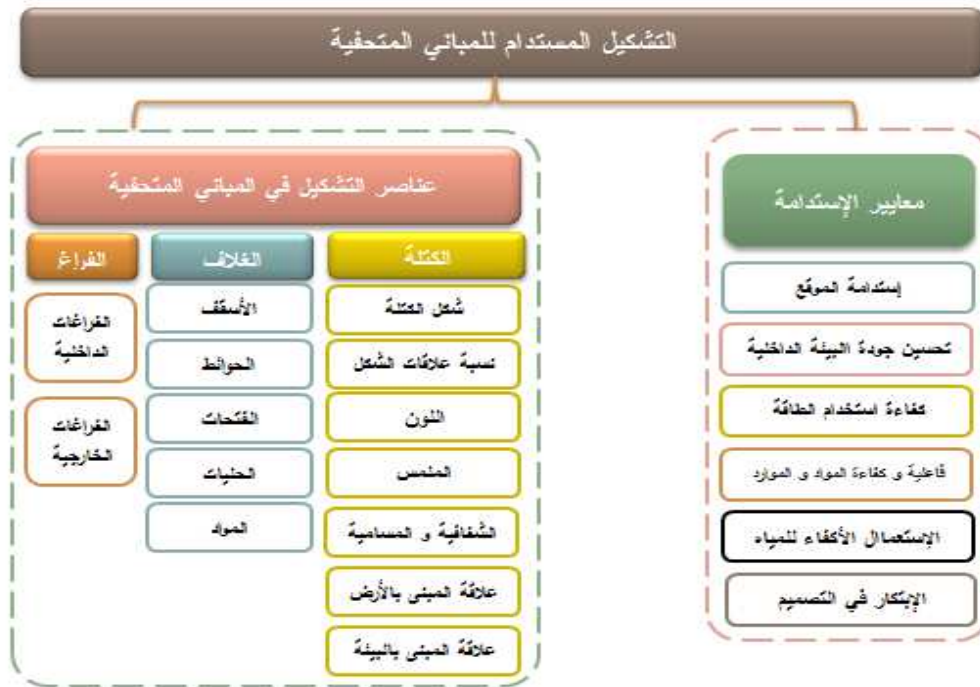 التشكيل المستدام للمباني المتحفية
معايير الإستدامة
إستدامة الموقع
تحسين جودة البيئة الداخلية
كفاءة استخدام الطاقة
فاعلية و كفاءة المواد و الموارد
الإستعماال الأكفاء للمياه
الإبتكار في التصميم
عناصر التشكيل في المباني المتحفية
الكتلة
شكل الكتلة
نسبة علاقات الشكل
اللون
الملمس
الشفافية و المسامية
علاقة المبنى بالأرض
علاقة المبنى بالبيئة
الغلاف
الأسقف
الحوائط
الفتحات
الحليات
المواد
الفراغ
الفراغات
الداخلية
الفراغات
الخارجية